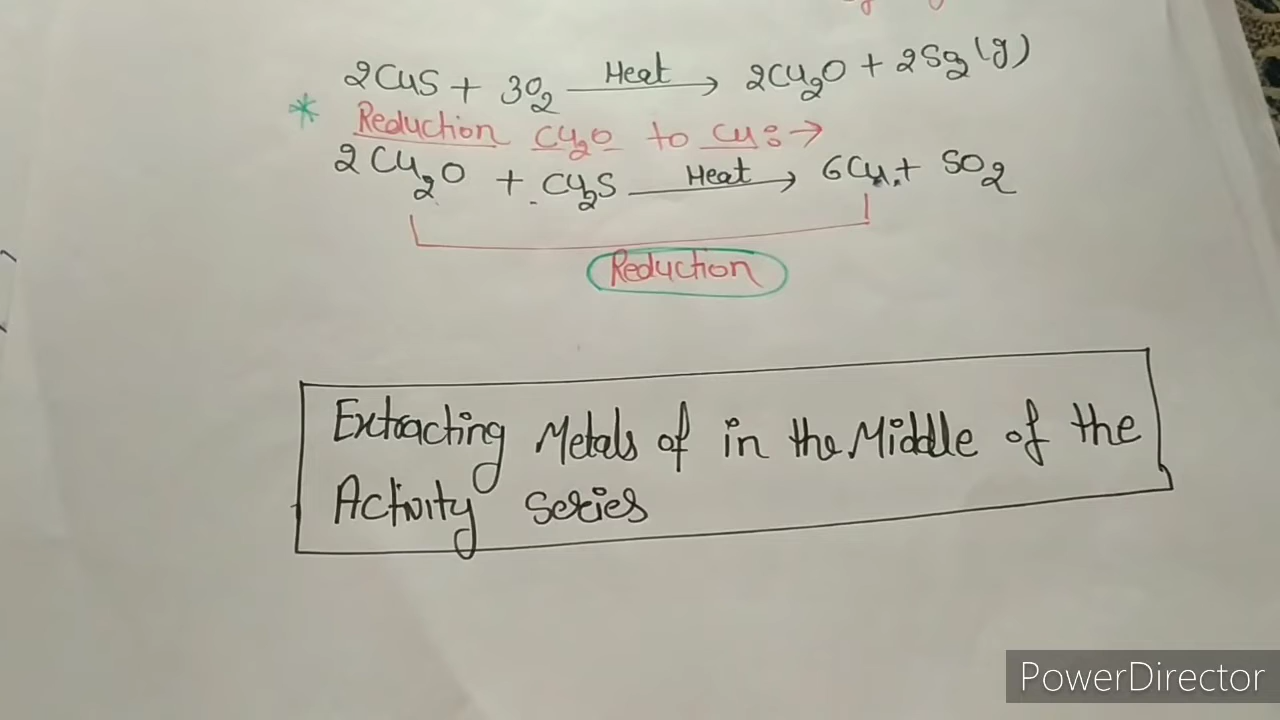 2CuS + 3O2 Heat → 2Cu2O + 2SO2 (g)
* Reduction Cu2O to Cu:→
2Cu2O + Cu2S Heat → 6Cu + SO2
Reduction
Extracting Metals of in the Middle of the
Activity series
PowerDirector